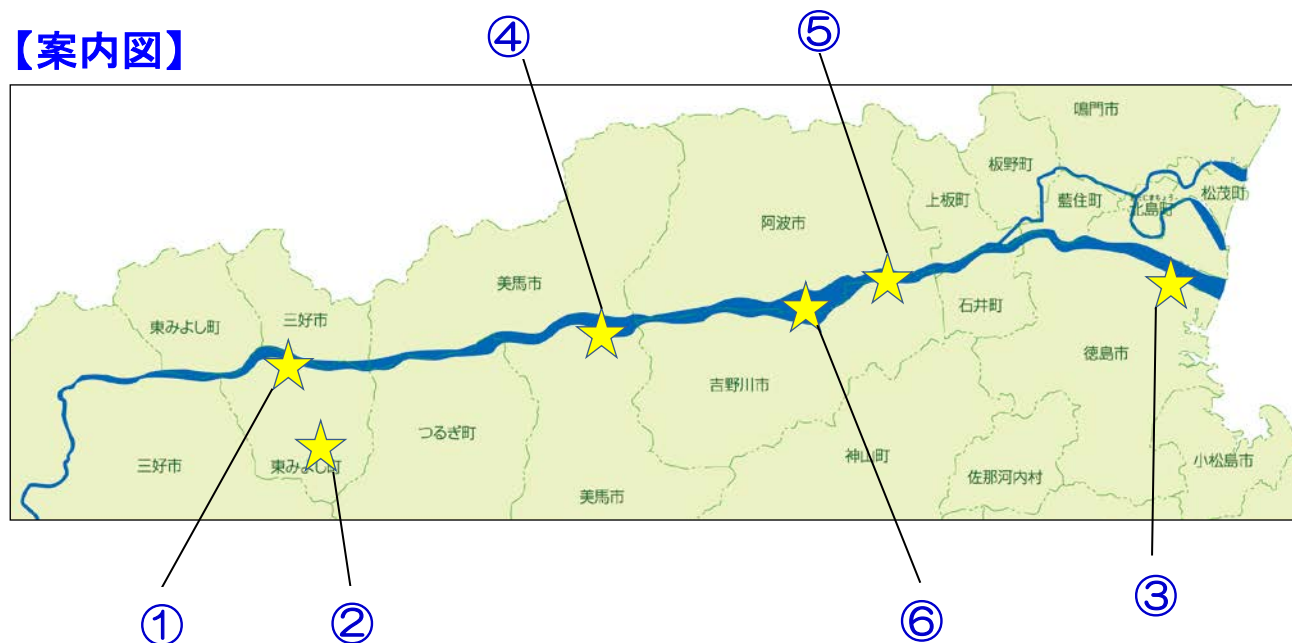 【案内図】
④
⑤
鳴門市
板野町
松茂町
上板町
藍住町
北島町
阿波市
美馬市
東みよし町
三好市
石井町
徳島市
吉野川市
つるぎ町
三好市
東みよし町
神山町
佐那河内村
小松島市
美馬市
①
②
⑥
③